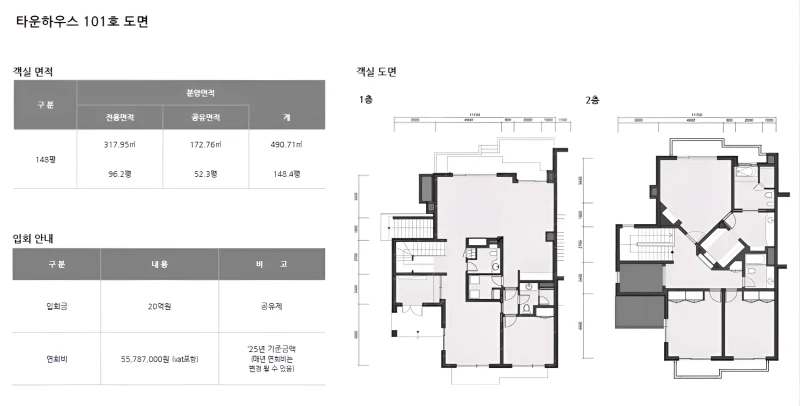 타운하우스 101호 도면
객실 면적
구 분
분양면적
전용면적
공유면적
계
148평
317.95㎡
172.76㎡
490.71㎡
96.2평
52.3평
148.4평
입회 안내
구 분
내 용
비 고
입회금
20억원
공유제
연회비
55,787,000원 (vat포함)
'25년 기준금액
(매년 연회비는
변경 될 수 있음)
객실 도면
1층
2층